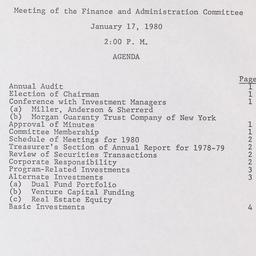 Meeting of the Finance and Administration Committee
January 17, 1980
2:00 P. M.
AGENDA
Page
Annual Audit 1
Election of Chairman 1
Conference with Investment Managers 1
(a) Miller, Anderson & Sherrerd
(b) Morgan Guaranty Trust Company of New York
Approval of Minutes 1
Committee Membership 1
Schedule of Meetings for 1980 2
Treasurer's Section of Annual Report for 1978-79 2
Review of Securities Transactions 2
Corporate Responsibility 2
Program-Related Investments 3
Alternate Investments 3
(a) Dual Fund Portfolio
(b) Venture Capital Funding
(c) Real Estate Equity
Basic Investments 4